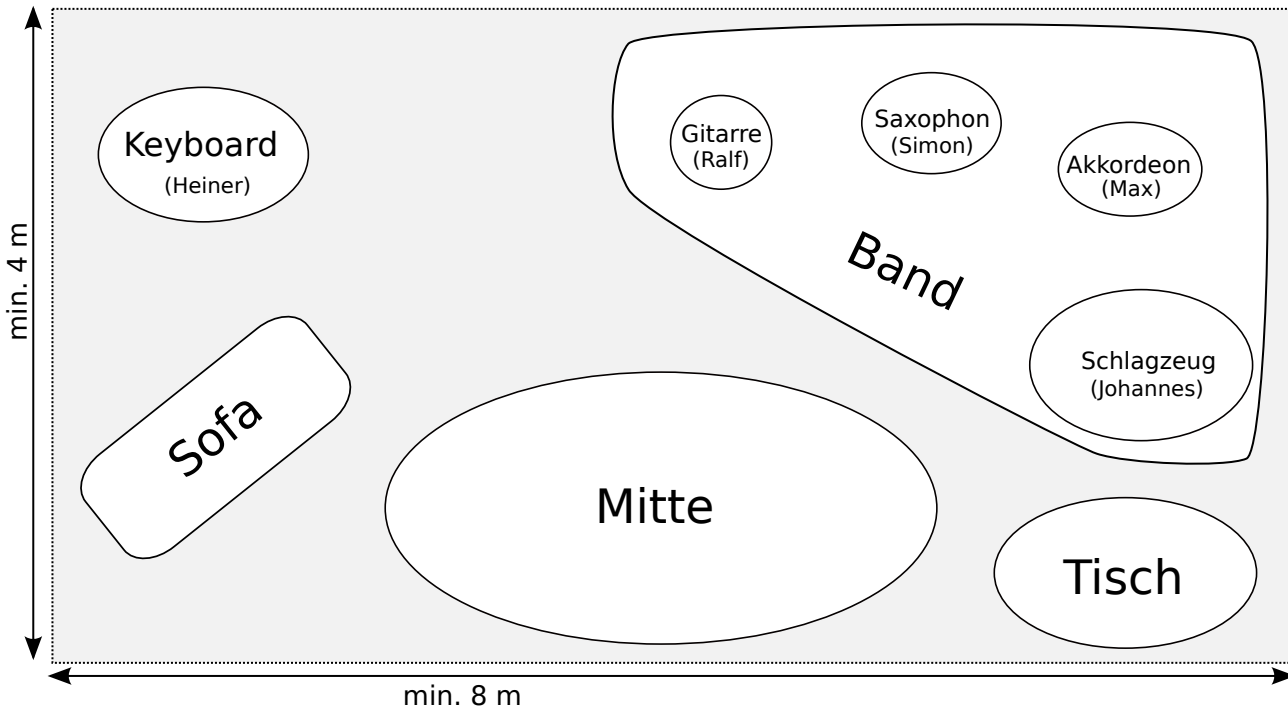 Keyboard
(Heiner)
Gitarre
(Ralf)
Saxophon
(Simon)
Akkordeon
(Max)
Band
Schlagzeug
(Johannes)
Sofa
Mitte
Tisch
min. 4 m
min. 8 m